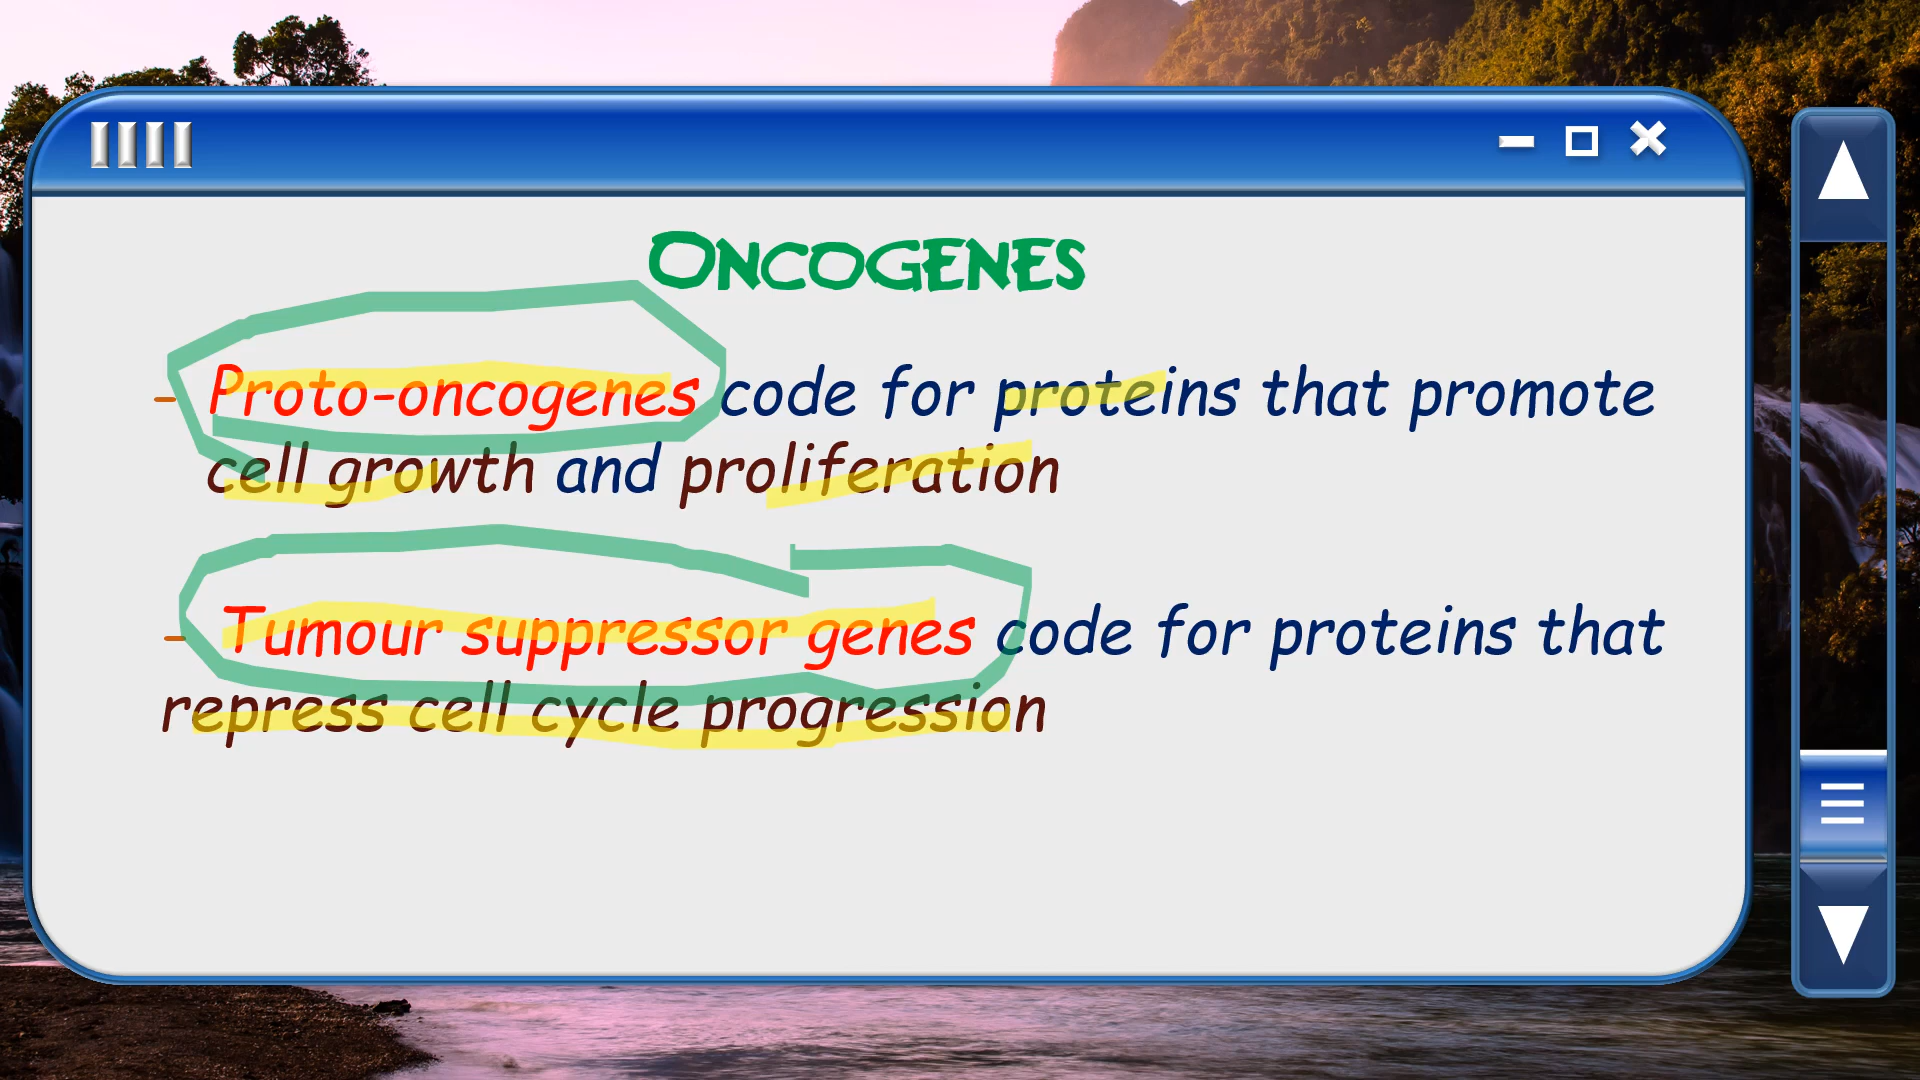 ONCOGENES
- Proto-oncogenes code for proteins that promote
cell growth and proliferation
- Tumour suppressor genes code for proteins that
repress cell cycle progression